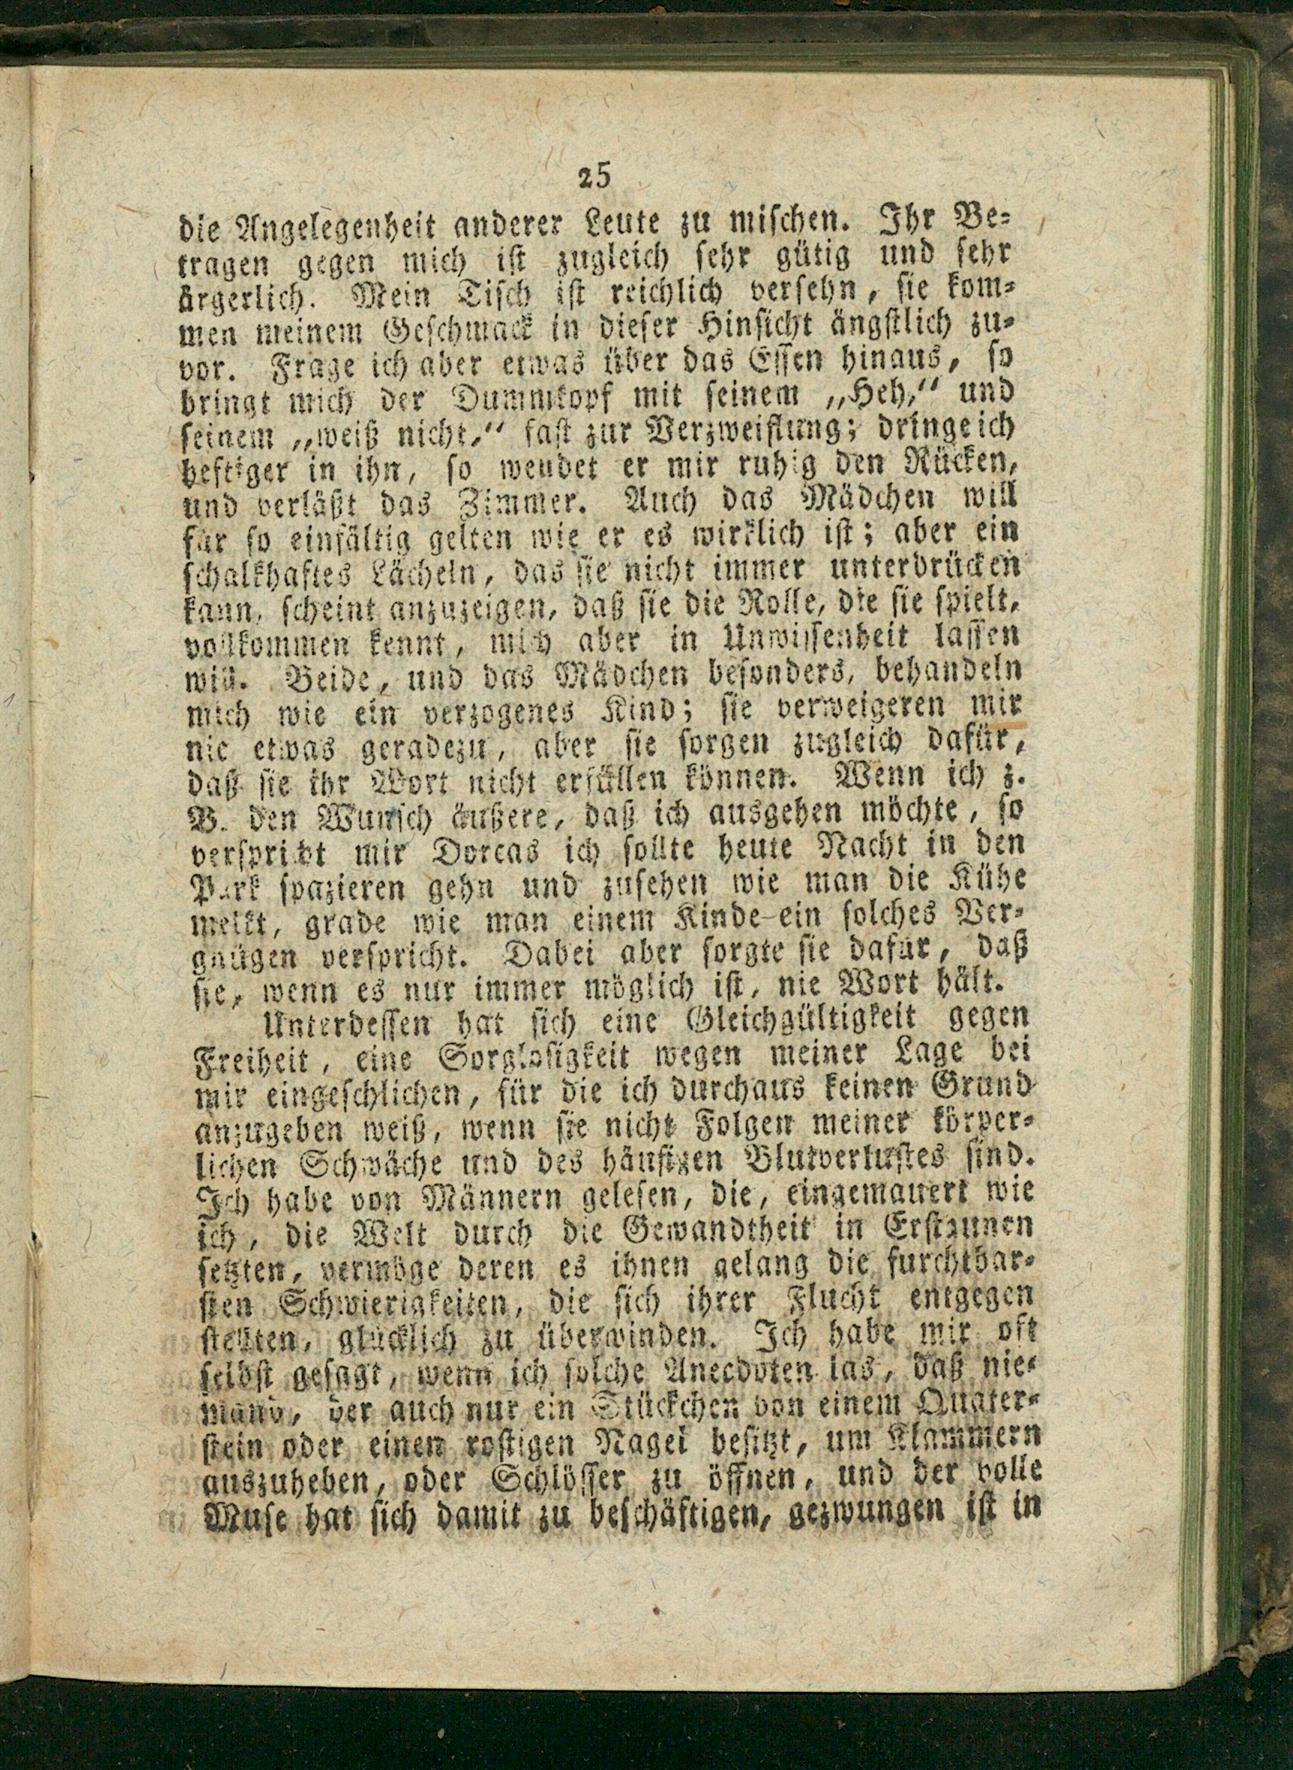 25
die Angelegenheit anderer Leute zu mischen. Ihr Be-
tragen gegen mich ist zugleich sehr gütig und sehr
ärgerlich. Mein Tisch ist reichlich versehn, sie kom-
men meinem Geschmack in dieser Hinsicht ängstlich zu-
vor. Frage ich aber etwas über das Essen hinaus, so
bringt mich der Dummkopf mit seinem „Heh,“ und
seinem „weiß nicht,“ fast zur Verzweiflung; dringe ich
heftiger in ihn, so wendet er mir ruhig den Rücken,
und verläßt das Zimmer. Auch das Mädchen will
für so einfältig gelten wie er es wirklich ist; aber ein
schalkhaftes Lächeln, das sie nicht immer unterdrücken
kann, scheint anzuzeigen, daß sie die Rolle, die sie spielt,
vollkommen kennt, mich aber in Unwissenheit lassen
will. Beide, und das Mädchen besonders, behandeln
mich wie ein verzogenes Kind; sie verweigeren mir
nie etwas geradezu, aber sie sorgen zugleich dafür,
daß sie ihr Wort nicht erfüllen können. Wenn ich z.
B. den Wunsch äußere, daß ich ausgehen möchte, so
verspricht mir Dorcas ich sollte heute Nacht in den
Park spazieren gehn und zusehen wie man die Kühe
melkt, grade wie man einem Kinde ein solches Ver-
gnügen verspricht. Dabei aber sorgte sie dafür, daß
sie, wenn es nur immer möglich ist, nie Wort hält.
Unterdessen hat sich eine Gleichgültigkeit gegen
Freiheit, eine Sorglosigkeit wegen meiner Lage bei
mir eingeschlichen, für die ich durchaus keinen Grund
anzugeben weiß, wenn sie nicht Folgen meiner körper-
lichen Schwäche und des häufigen Blutverlustes sind.
Ich habe von Männern gelesen, die, eingemauert wie
ich, die Welt durch die Gewandtheit in Erstaunen
setzten, vermöge deren es ihnen gelang die furchtbar-
sten Schwierigkeiten, die sich ihrer Flucht entgegen
stellten, glücklich zu überwinden. Ich habe mir oft
selbst gesagt, wenn ich solche Anecdoten las, daß nie-
mand, der auch nur ein Stückchen von einem Quater-
stein oder einen rostigen Nagel besitzt, um Klammern
auszuheben, oder Schlösser zu öffnen, und der volle
Muse hat sich damit zu beschäftigen, gezwungen ist in